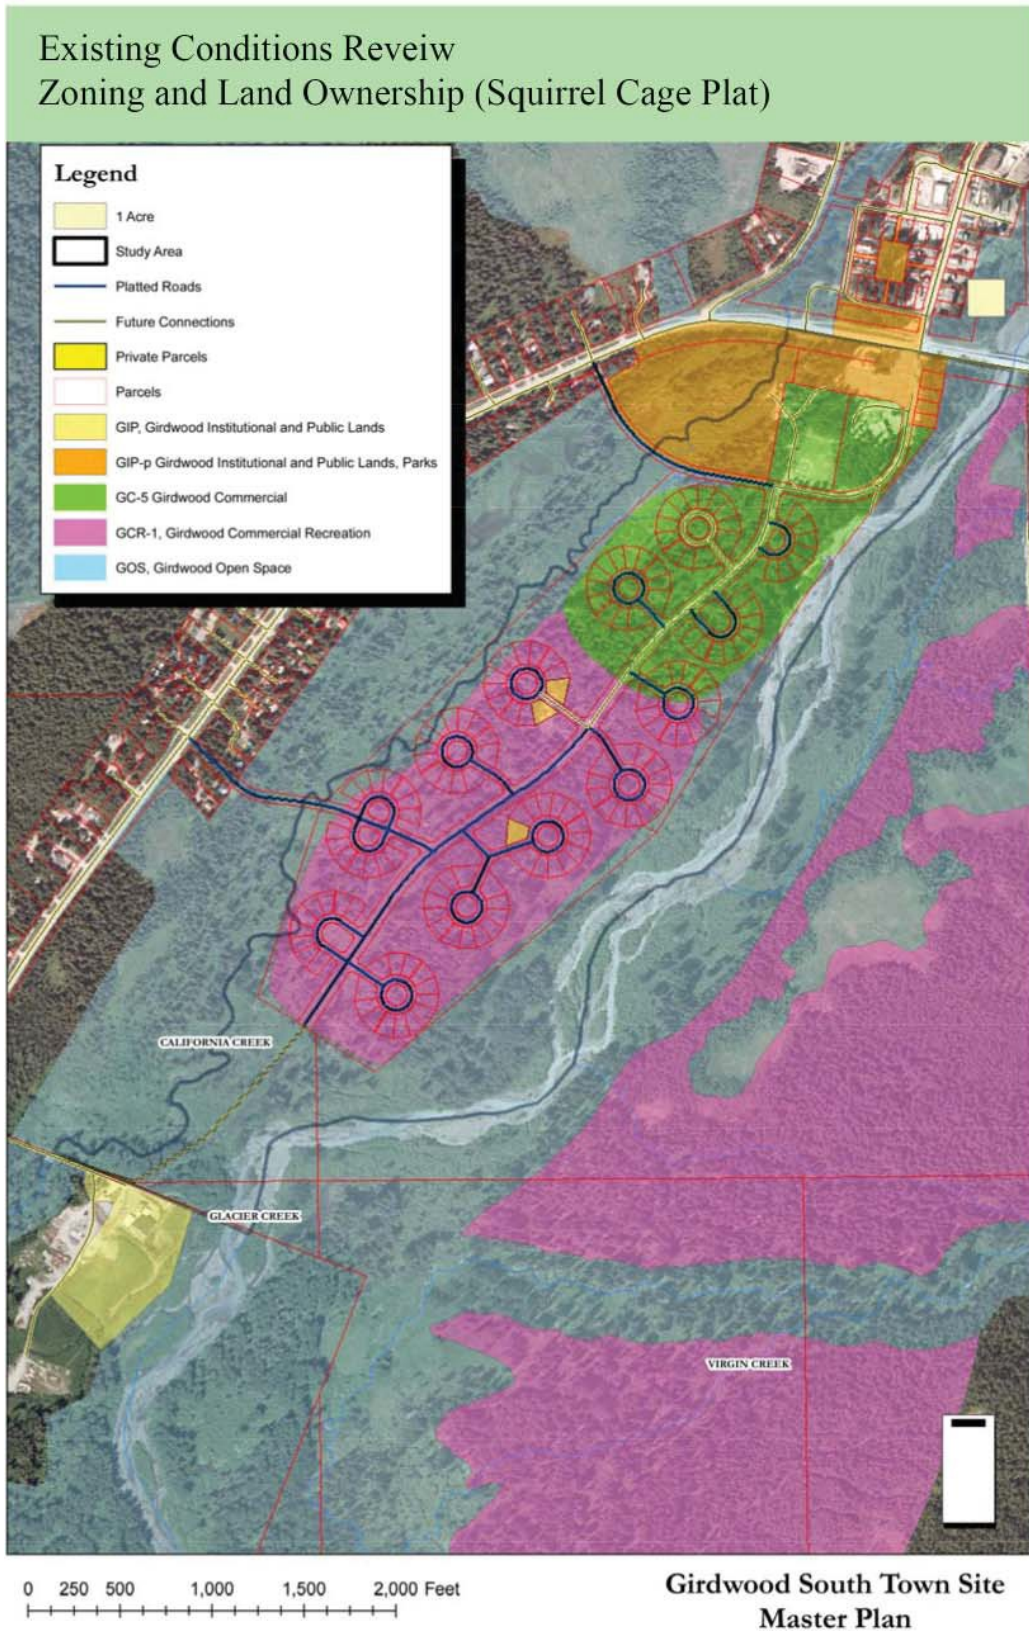 Existing Conditions Reveiw
Zoning and Land Ownership (Squirrel Cage Plat)
Legend
1 Acre
Study Area
Platted Roads
Future Connections
Private Parcels
Parcels
GIP, Girdwood Institutional and Public Lands
GIP-p Girdwood Institutional and Public Lands, Parks
GC-5 Girdwood Commercial
GCR-1, Girdwood Commercial Recreation
GOS, Girdwood Open Space
CALIFORNIA CREEK
GLACIER CREEK
VIRGIN CREEK
0 250 500 1,000 1,500 2,000 Feet
Girdwood South Town Site
Master Plan